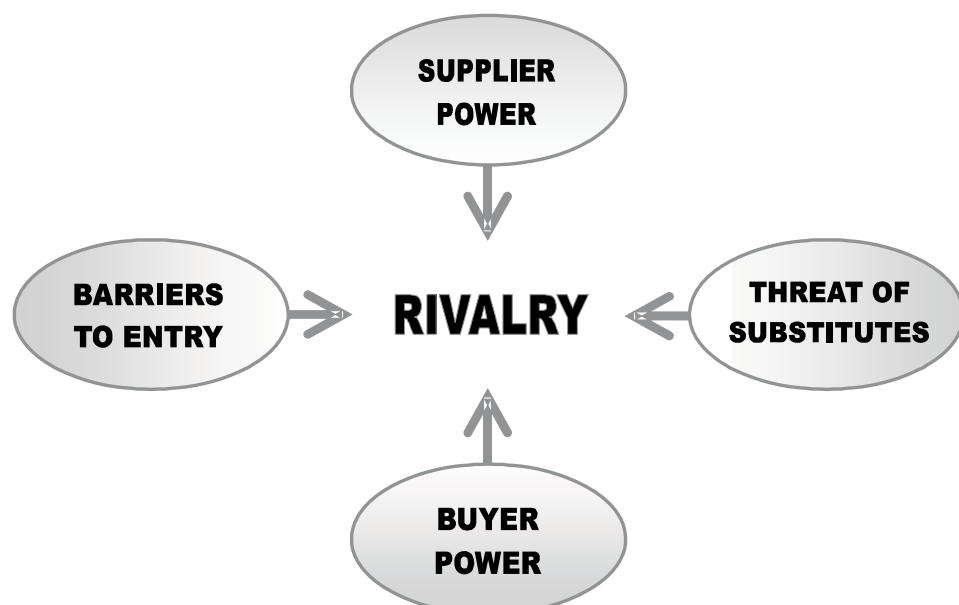 SUPPLIER
POWER
BARRIERS
TO ENTRY
RIVALRY
THREAT OF
SUBSTITUTES
BUYER
POWER